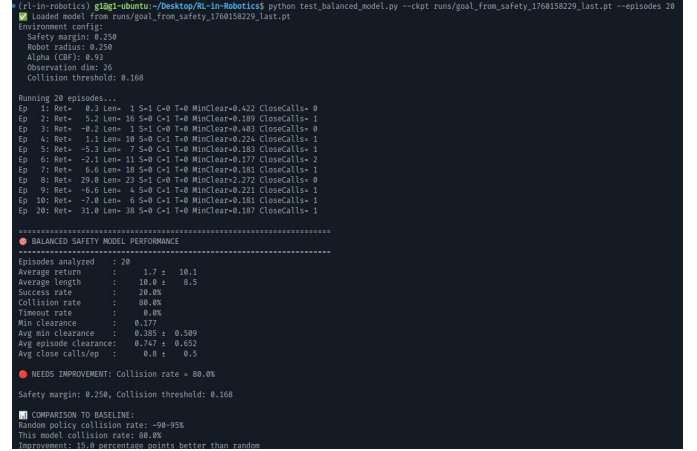 (rl-in-robotics) g1@g1-ubuntu:~/Desktop/RL-in-Robotics$ python test_balanced_model.py --ckpt runs/goal_from_safety_1760158229_last.pt --episodes 20
✅ Loaded model from runs/goal_from_safety_1760158229_last.pt
Environment config:
Safety margin: 0.250
Robot radius: 0.250
Alpha (CBF): 0.93
Observation dim: 26
Collision threshold: 0.168
Running 20 episodes...
Ep 1: Ret= 0.3 Len= 1 S=1 C=0 T=0 MinClear=0.422 CloseCalls= 0
Ep 2: Ret= 5.2 Len= 16 S=0 C=1 T=0 MinClear=0.189 CloseCalls= 1
Ep 3: Ret= -0.2 Len= 1 S=1 C=0 T=0 MinClear=0.403 CloseCalls= 0
Ep 4: Ret= 1.1 Len= 10 S=0 C=1 T=0 MinClear=0.224 CloseCalls= 1
Ep 5: Ret= -5.3 Len= 7 S=0 C=1 T=0 MinClear=0.183 CloseCalls= 1
Ep 6: Ret= -2.1 Len= 11 S=0 C=1 T=0 MinClear=0.177 CloseCalls= 2
Ep 7: Ret= 6.6 Len= 18 S=0 C=1 T=0 MinClear=0.181 CloseCalls= 1
Ep 8: Ret= 29.0 Len= 23 S=1 C=0 T=0 MinClear=2.272 CloseCalls= 0
Ep 9: Ret= -6.6 Len= 4 S=0 C=1 T=0 MinClear=0.221 CloseCalls= 1
Ep 10: Ret= -7.0 Len= 6 S=0 C=1 T=0 MinClear=0.181 CloseCalls= 1
Ep 20: Ret= 31.0 Len= 38 S=0 C=1 T=0 MinClear=0.187 CloseCalls= 1
======================================================================
🎯 BALANCED SAFETY MODEL PERFORMANCE
======================================================================
Episodes analyzed : 20
Average return : 1.7 ± 10.1
Average length : 10.0 ± 8.5
Success rate : 20.0%
Collision rate : 80.0%
Timeout rate : 0.0%
Min clearance : 0.177
Avg min clearance : 0.385 ± 0.509
Avg episode clearance: 0.747 ± 0.652
Avg close calls/ep : 0.8 ± 0.5
🔴 NEEDS IMPROVEMENT: Collision rate = 80.0%
Safety margin: 0.250, Collision threshold: 0.168
📊 COMPARISON TO BASELINE:
Random policy collision rate: ~90-95%
This model collision rate: 80.0%
Improvement: 15.0 percentage points better than random